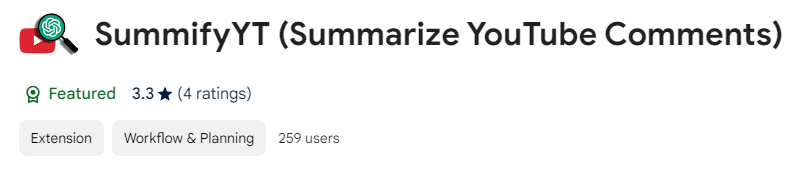 SummifyYT (Summarize YouTube Comments)
Featured 3.3★ (4 ratings)
Extension Workflow & Planning 259 users